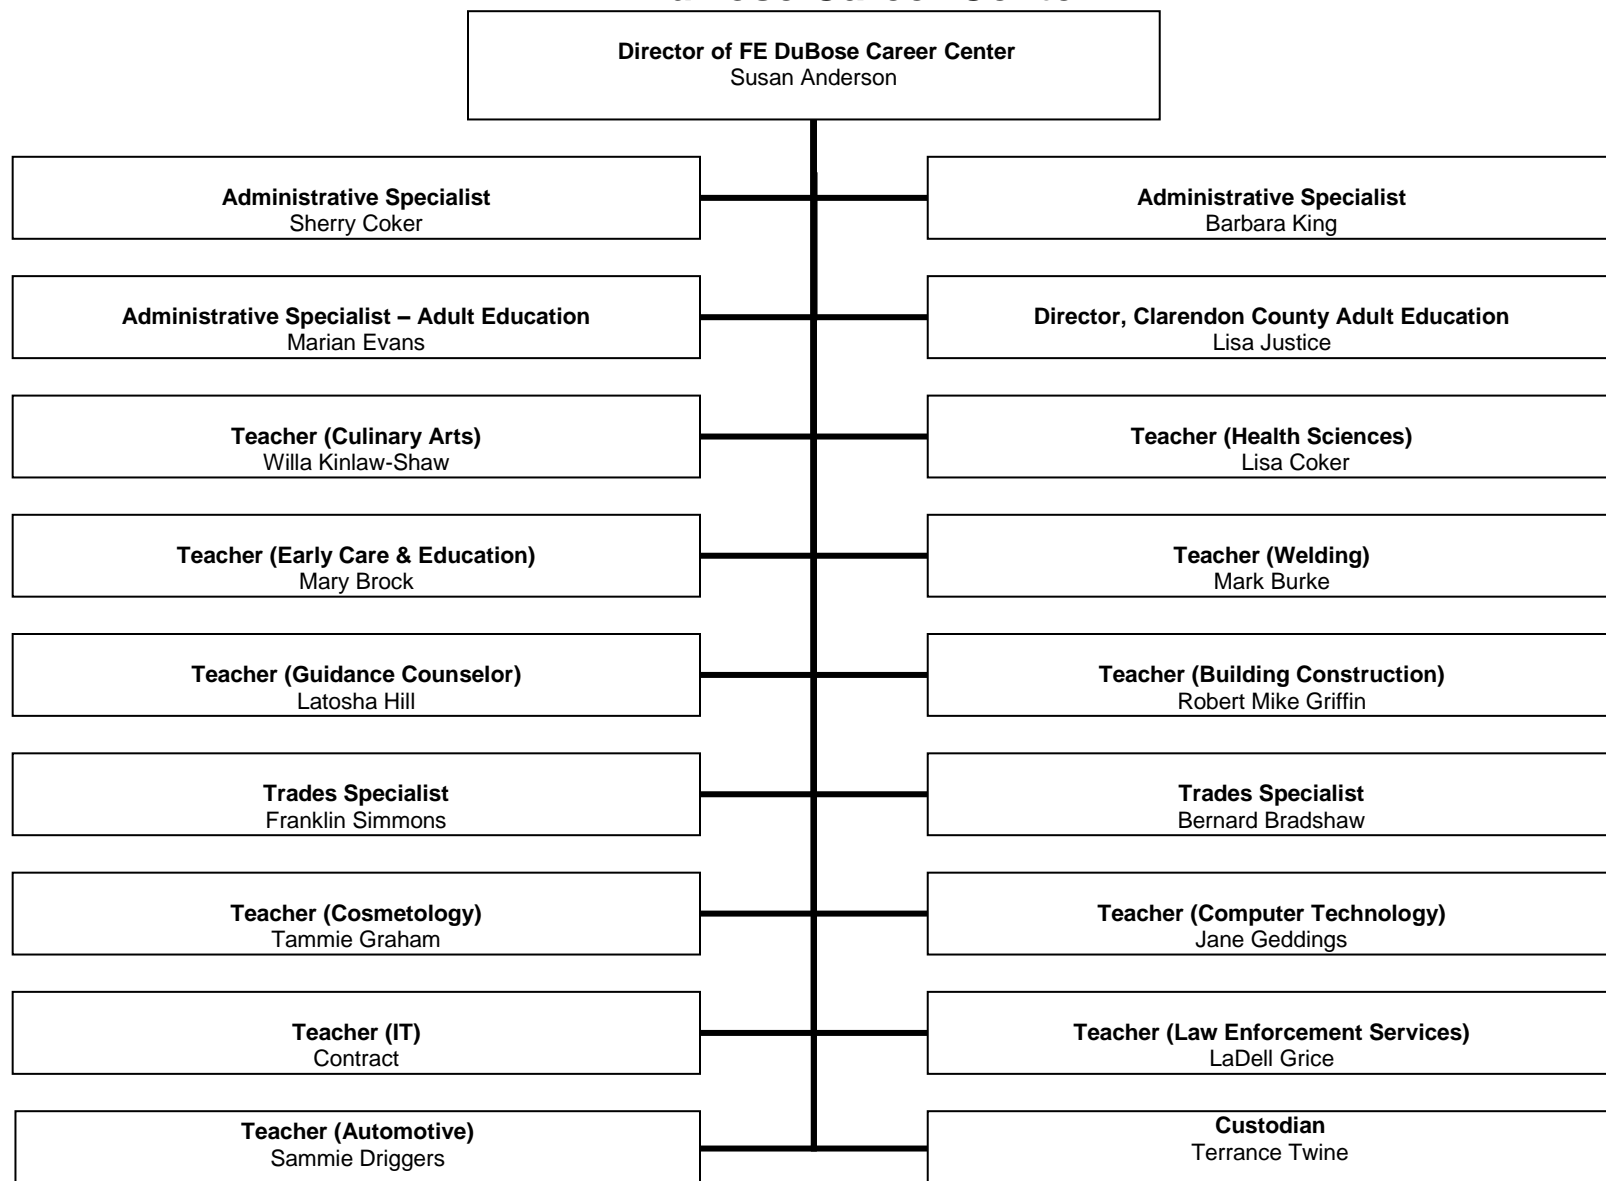 Director of FE DuBose Career Center
Susan Anderson
Administrative Specialist
Sherry Coker
Administrative Specialist
Barbara King
Administrative Specialist – Adult Education
Marian Evans
Director, Clarendon County Adult Education
Lisa Justice
Teacher (Culinary Arts)
Willa Kinlaw-Shaw
Teacher (Health Sciences)
Lisa Coker
Teacher (Early Care & Education)
Mary Brock
Teacher (Welding)
Mark Burke
Teacher (Guidance Counselor)
Latosha Hill
Teacher (Building Construction)
Robert Mike Griffin
Trades Specialist
Franklin Simmons
Trades Specialist
Bernard Bradshaw
Teacher (Cosmetology)
Tammie Graham
Teacher (Computer Technology)
Jane Geddings
Teacher (IT)
Contract
Teacher (Law Enforcement Services)
LaDell Grice
Teacher (Automotive)
Sammie Driggers
Custodian
Terrance Twine